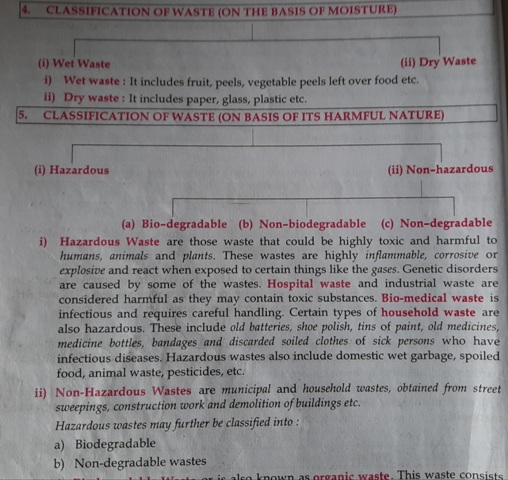 4. CLASSIFICATION OF WASTE (ON THE BASIS OF MOISTURE)
(i) Wet Waste (ii) Dry Waste
i) Wet waste : It includes fruit, peels, vegetable peels left over food etc.
ii) Dry waste : It includes paper, glass, plastic etc.
5. CLASSIFICATION OF WASTE (ON BASIS OF ITS HARMFUL NATURE)
(i) Hazardous (ii) Non-hazardous
(a) Bio-degradable (b) Non-biodegradable (c) Non-degradable
i) Hazardous Waste are those waste that could be highly toxic and harmful to
humans, animals and plants. These wastes are highly inflammable, corrosive or
explosive and react when exposed to certain things like the gases. Genetic disorders
are caused by some of the wastes. Hospital waste and industrial waste are
considered harmful as they may contain toxic substances. Bio-medical waste is
infectious and requires careful handling. Certain types of household waste are
also hazardous. These include old batteries, shoe polish, tins of paint, old medicines,
medicine bottles, bandages and discarded soiled clothes of sick persons who have
infectious diseases. Hazardous wastes also include domestic wet garbage, spoiled
food, animal waste, pesticides, etc.
ii) Non-Hazardous Wastes are municipal and household wastes, obtained from street
sweepings, construction work and demolition of buildings etc.
Hazardous wastes may further be classified into :
a) Biodegradable
b) Non-degradable wastes
or is also known as organic waste. This waste consists